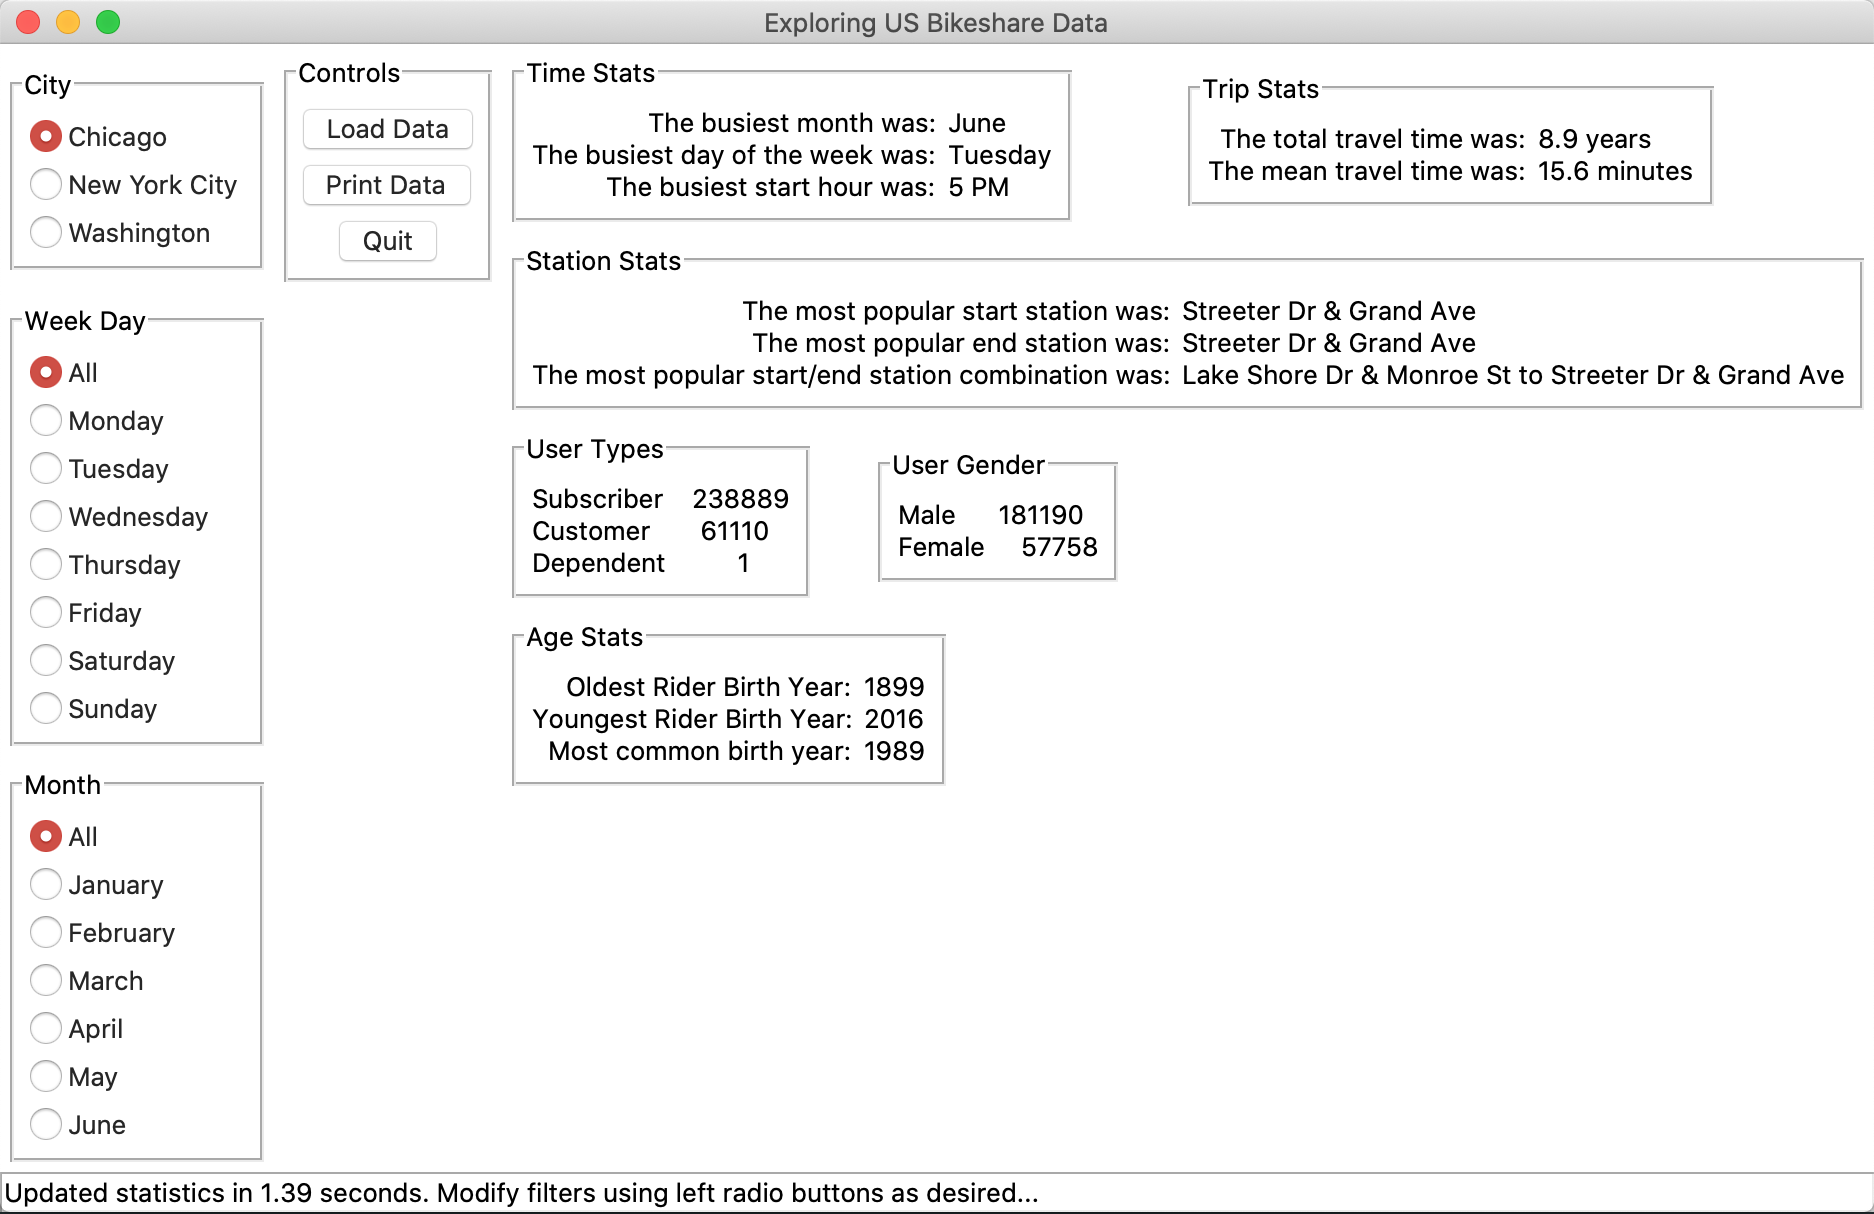 Exploring US Bikeshare Data
City
Chicago
New York City
Washington
Week Day
All
Monday
Tuesday
Wednesday
Thursday
Friday
Saturday
Sunday
Month
All
January
February
March
April
May
June
Controls
Load Data
Print Data
Quit
Time Stats
The busiest month was: June
The busiest day of the week was: Tuesday
The busiest start hour was: 5 PM
Trip Stats
The total travel time was: 8.9 years
The mean travel time was: 15.6 minutes
Station Stats
The most popular start station was: Streeter Dr & Grand Ave
The most popular end station was: Streeter Dr & Grand Ave
The most popular start/end station combination was: Lake Shore Dr & Monroe St to Streeter Dr & Grand Ave
User Types
Subscriber 238889
Customer 61110
Dependent 1
User Gender
Male 181190
Female 57758
Age Stats
Oldest Rider Birth Year: 1899
Youngest Rider Birth Year: 2016
Most common birth year: 1989
Updated statistics in 1.39 seconds. Modify filters using left radio buttons as desired...